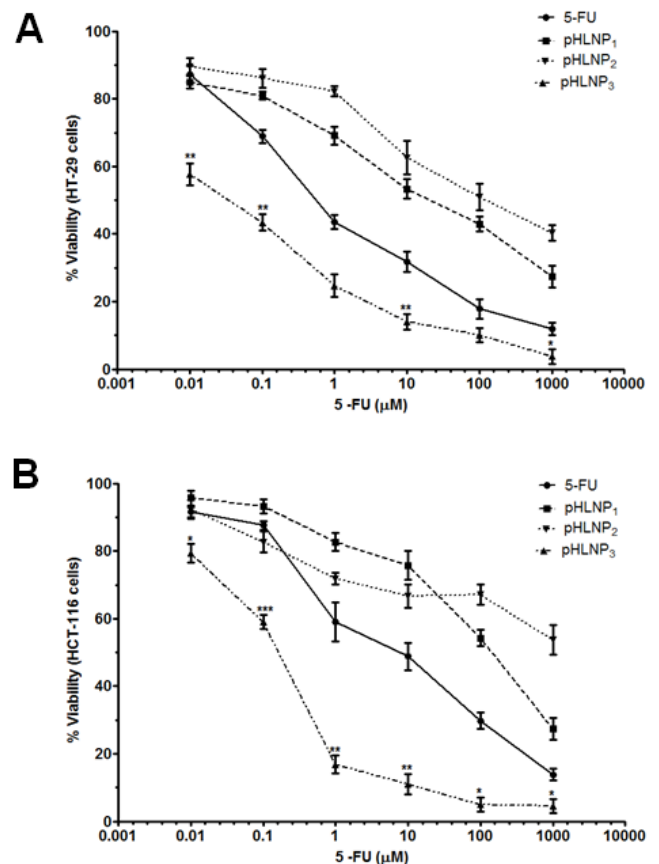 A
5-FU
pHLNP1
pHLNP2
pHLNP3
% Viability (HT-29 cells)
100
80
60
40
20
0
**
**
**
*
0.001 0.01 0.1 1 10 100 1000 10000
5 -FU (μM)
B
5-FU
pHLNP1
pHLNP2
pHLNP3
% Viability (HCT-116 cells)
100
80
60
40
20
0
*
***
**
**
*
*
0.001 0.01 0.1 1 10 100 1000 10000
5 -FU (μM)